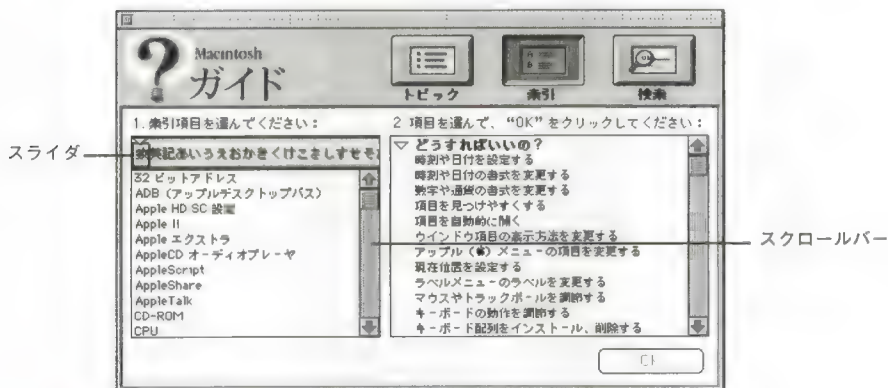 Macintosh
ガイド
トピック
索引
検索
1. 索引項目を選んでください：
2 項目を選んで、“OK”をクリックしてください：
スライダ
英記あいうえおかきくけこさしすせそ
32 ビットアドレス
ADB（アップルデスクトップバス）
Apple HD SC 設定
Apple II
Apple エクストラ
AppleCD オーディオプレーヤ
AppleScript
AppleShare
AppleTalk
CD-ROM
CPU
▽ どうすればいいの？
時刻や日付を設定する
時刻や日付の書式を変更する
数字や通貨の書式を変更する
項目を見つけやすくする
項目を自動的に開く
ウインドウ項目の表示方法を変更する
アップル（）メニューの項目を変更する
現在位置を設定する
ラベルメニューのラベルを変更する
マウスやトラックボールを調節する
キーボードの動作を調節する
キーボード配列をインストール、削除する
スクロールバー